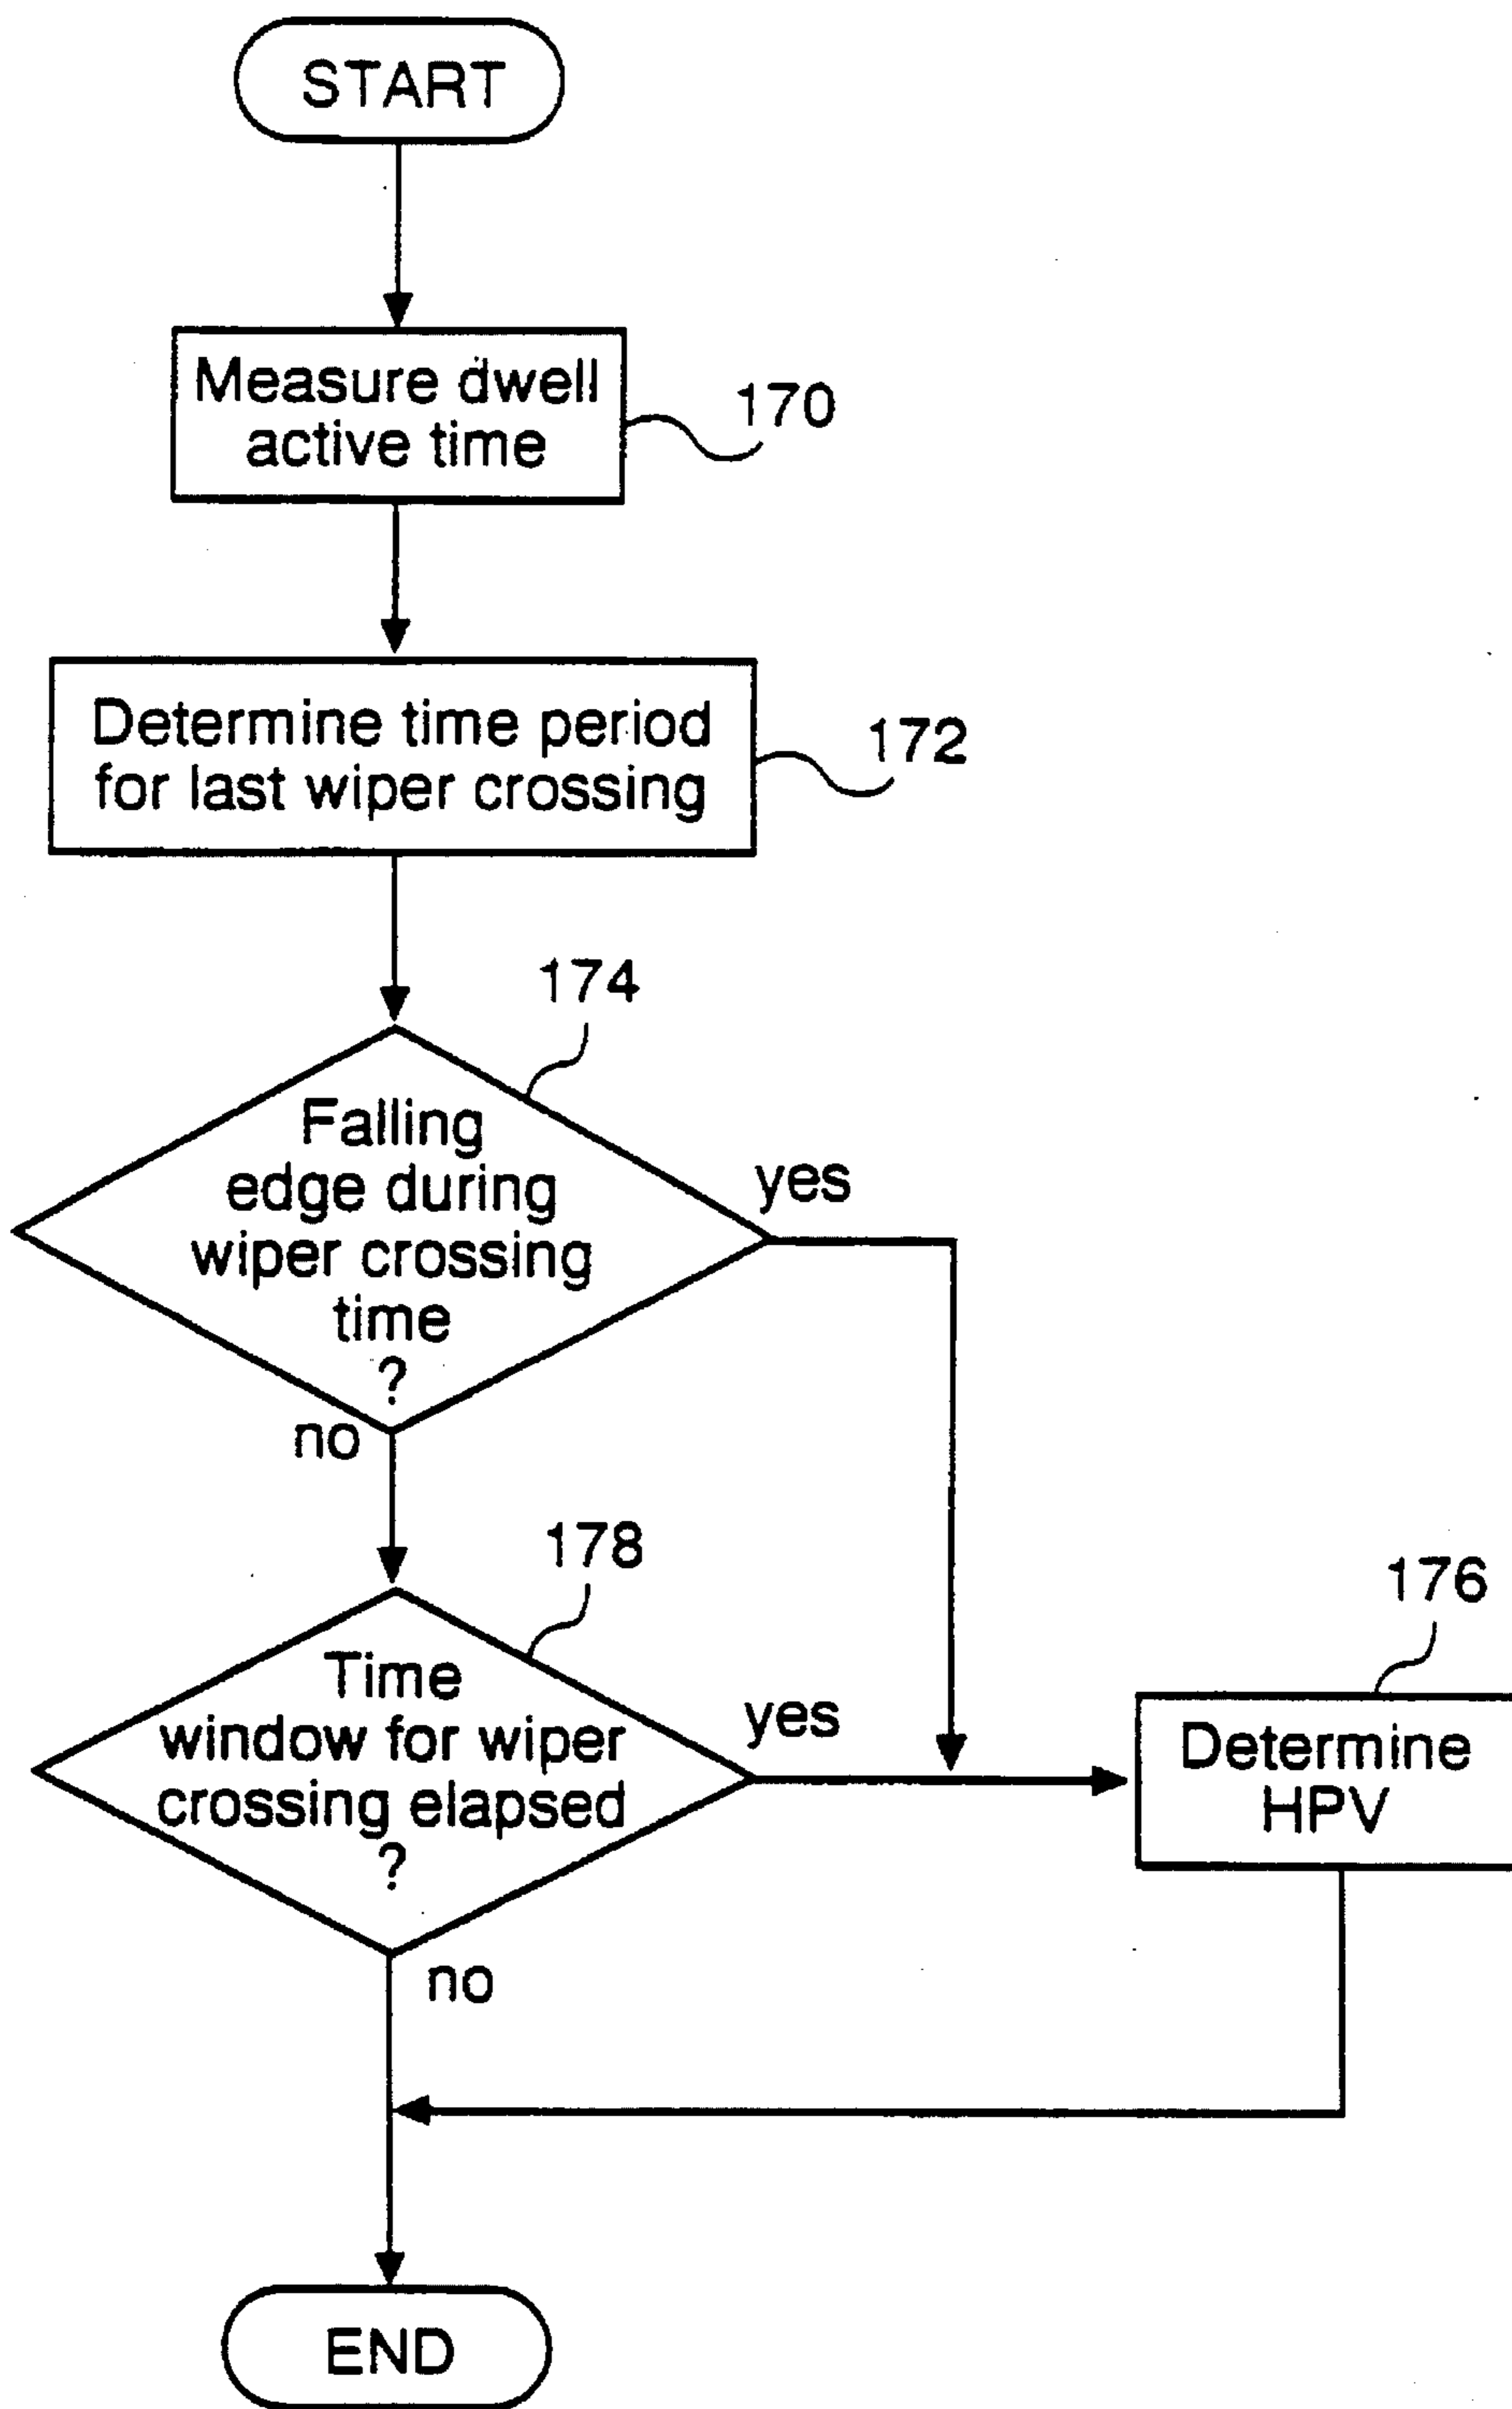 START
Measure dwell
active time
170
Determine time period
for last wiper crossing
172
174
Falling
edge during
wiper crossing
time
?
yes
no
178
Time
window for wiper
crossing elapsed
?
yes
no
176
Determine
HPV
END